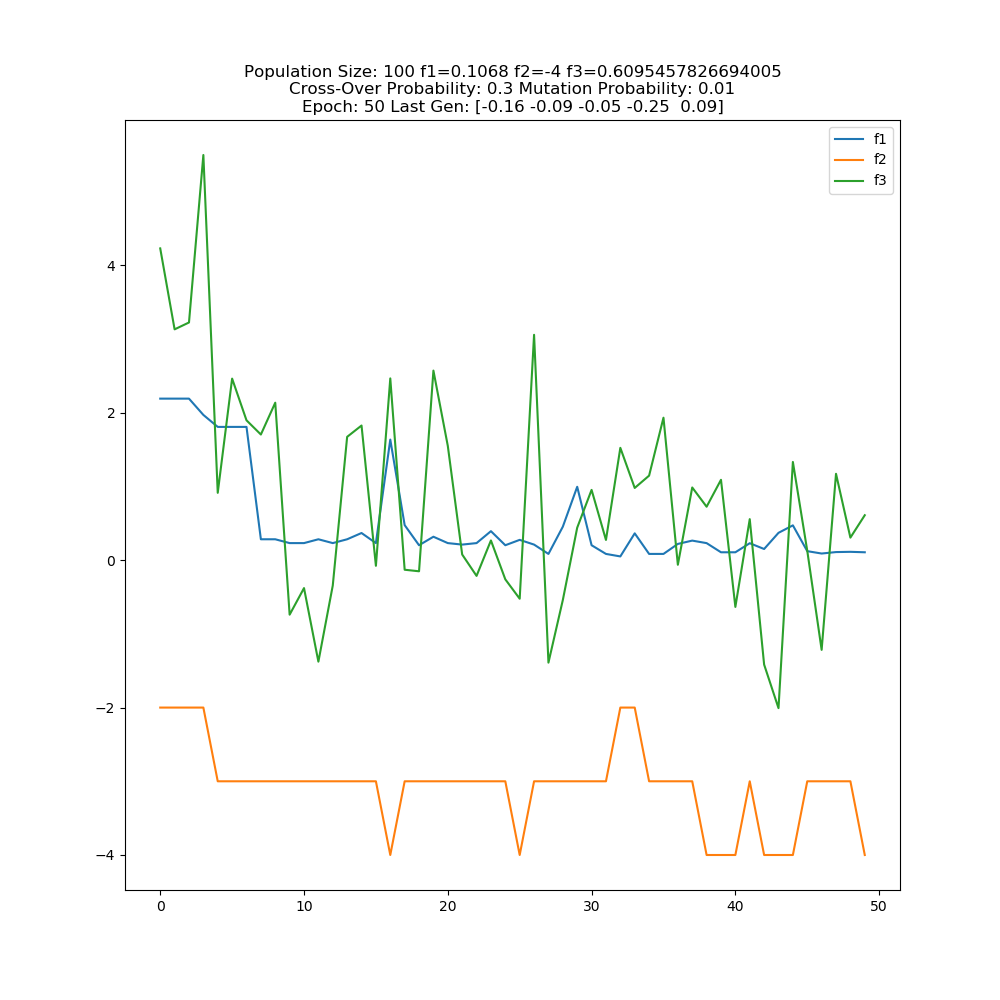 Population Size: 100 f1=0.1068 f2=-4 f3=0.6095457826694005
Cross-Over Probability: 0.3 Mutation Probability: 0.01
Epoch: 50 Last Gen: [-0.16 -0.09 -0.05 -0.25  0.09]
f1
f2
f3
4
2
0
−2
−4
0 10 20 30 40 50